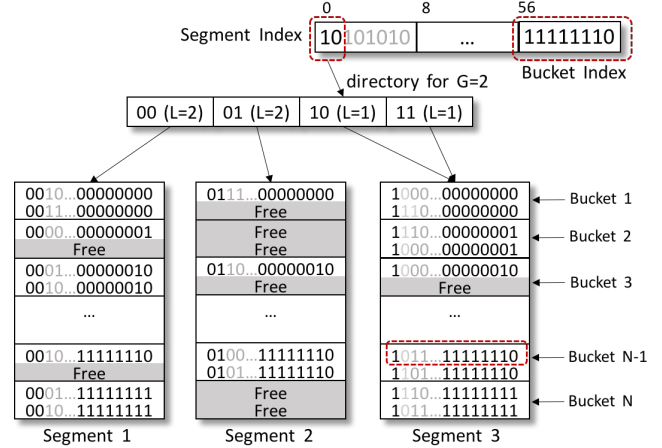 0 8 56
Segment Index 10101010 ... 11111110
Bucket Index
directory for G=2
00 (L=2) 01 (L=2) 10 (L=1) 11 (L=1)
0010...00000000
0011...00000000
0000...00000001
Free
0001...00000010
0010...00000010
...
0010...11111110
Free
0001...11111111
0010...11111111
Segment 1
0111...00000000
Free
Free
Free
0110...00000010
Free
...
0100...11111110
0101...11111110
Free
Free
Segment 2
1000...00000000
1110...00000000
1110...00000001
1000...00000001
1000...00000010
Free
...
1011...11111110
1101...11111110
1110...11111111
1011...11111111
Segment 3
Bucket 1
Bucket 2
Bucket 3
Bucket N-1
Bucket N